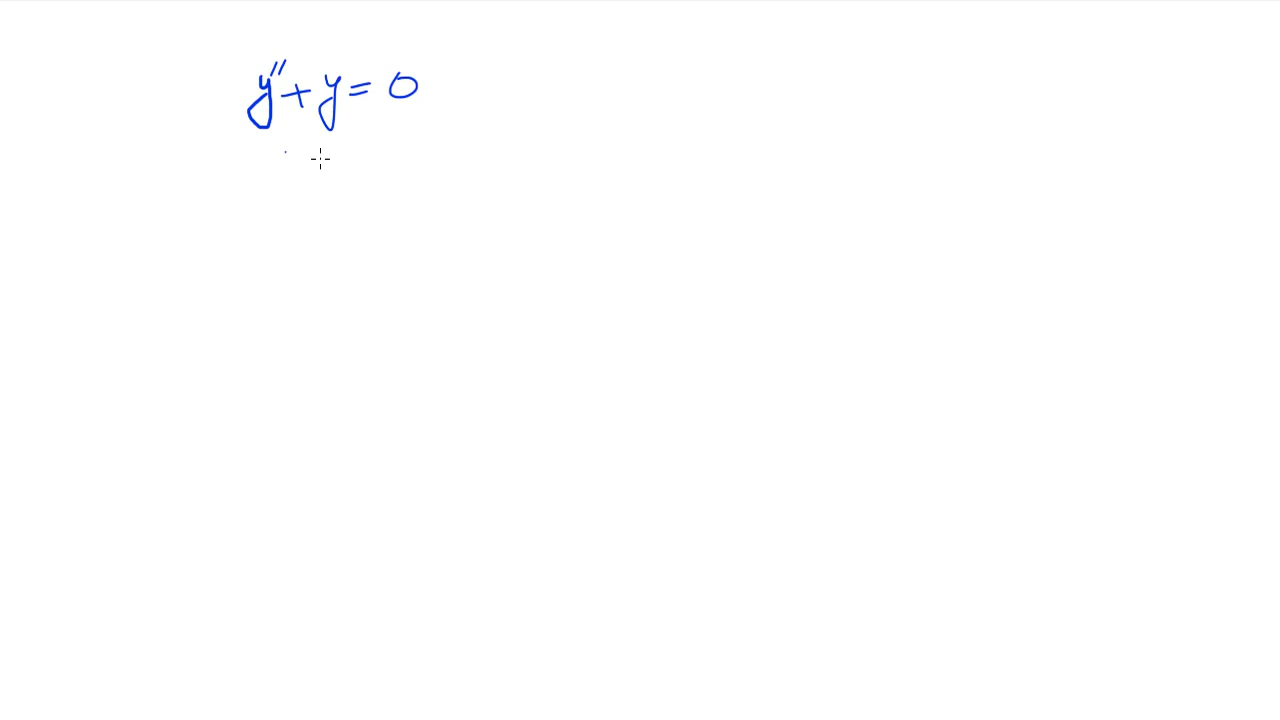 y'' + y = 0